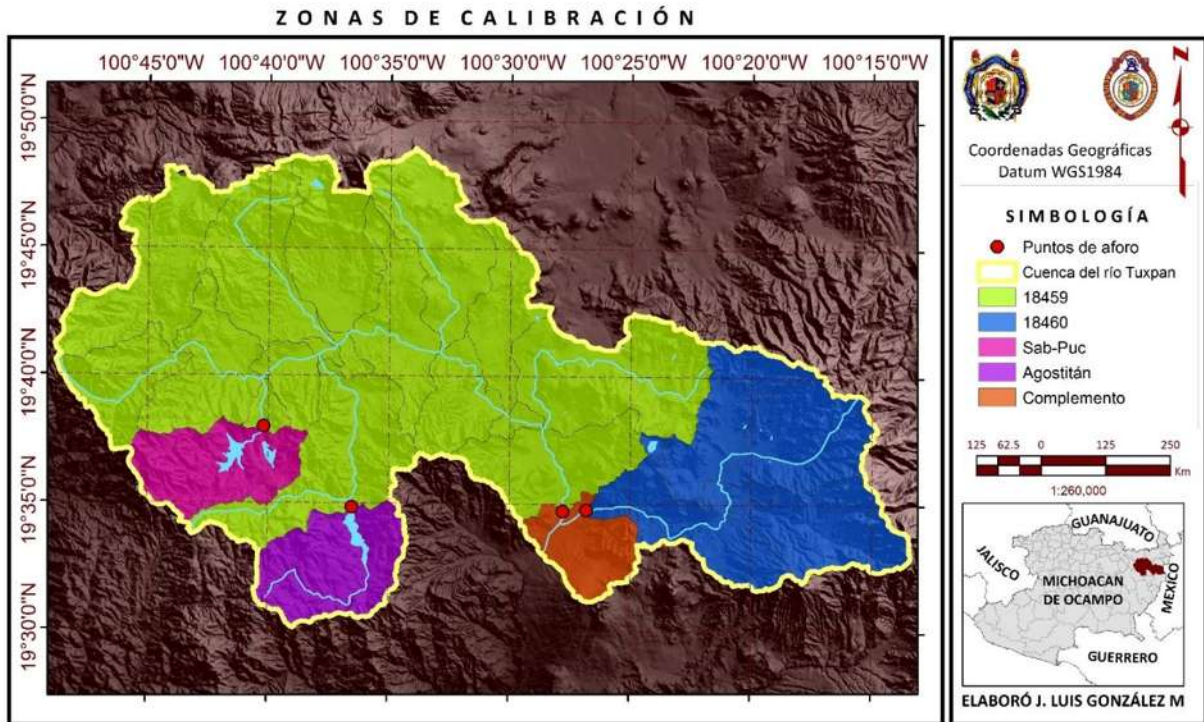 ZONAS DE CALIBRACIÓN
100°45'0"W 100°40'0"W 100°35'0"W 100°30'0"W 100°25'0"W 100°20'0"W 100°15'0"W
19°50'0"N
19°45'0"N
19°40'0"N
19°35'0"N
19°30'0"N
N
Coordenadas Geográficas
Datum WGS1984
SIMBOLOGÍA
Puntos de aforo
Cuenca del río Tuxpan
18459
18460
Sab-Puc
Agostitán
Complemento
125 62.5 0 125 250
Km
1:260,000
GUANAJUATO
JALISCO
MICHOACAN
DE OCAMPO
MEXICO
GUERRERO
ELABORÓ J. LUIS GONZÁLEZ M